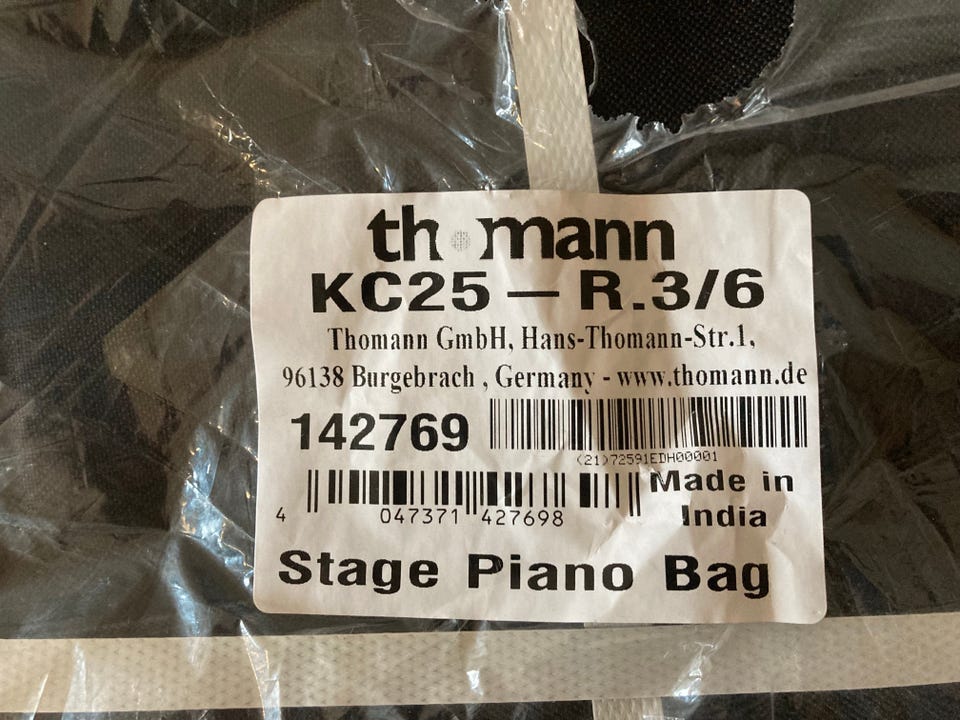 thomann
KC25 — R.3/6
Thomann GmbH, Hans-Thomann-Str.1,
96138 Burgebrach , Germany - www.thomann.de
142769
(21)72591EDH00001
4 047371 427698
Made in
India
Stage Piano Bag